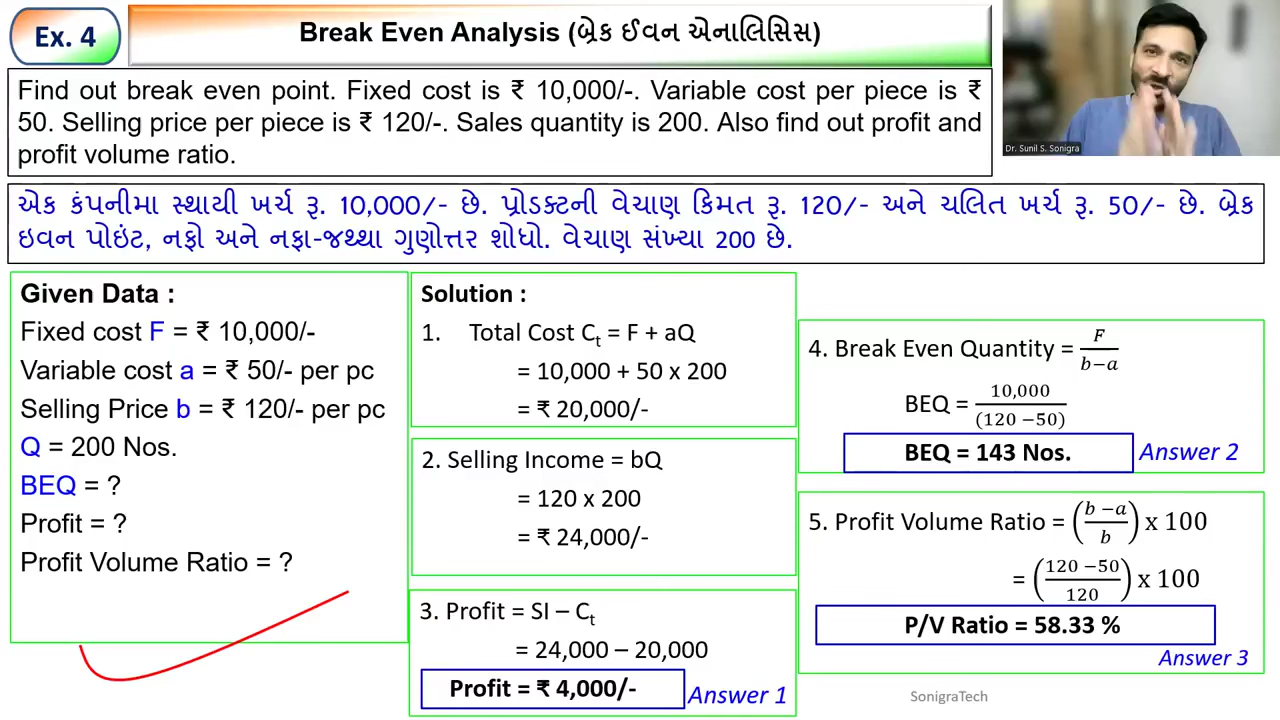 Ex. 4
Break Even Analysis (બ્રેક ઈવન એનાલિસિસ)
Find out break even point. Fixed cost is ₹ 10,000/-. Variable cost per piece is ₹
50. Selling price per piece is ₹ 120/-. Sales quantity is 200. Also find out profit and
profit volume ratio.
Dr. Sunil S. Sonigra
એક કંપનીમા સ્થાયી ખર્ચ રૂ. 10,000/- છે. પ્રોડક્ટની વેચાણ કિમત રૂ. 120/- અને ચલિત ખર્ચ રૂ. 50/- છે. બ્રેક
ઇવન પોઇંટ, નફો અને નફા-જથ્થા ગુણોત્તર શોધો. વેચાણ સંખ્યા 200 છે.
Given Data :
Fixed cost F = ₹ 10,000/-
Variable cost a = ₹ 50/- per pc
Selling Price b = ₹ 120/- per pc
Q = 200 Nos.
BEQ = ?
Profit = ?
Profit Volume Ratio = ?
Solution :
1. Total Cost Cₜ = F + aQ
= 10,000 + 50 x 200
= ₹ 20,000/-
2. Selling Income = bQ
= 120 x 200
= ₹ 24,000/-
3. Profit = SI – Cₜ
= 24,000 – 20,000
Profit = ₹ 4,000/-
Answer 1
4. Break Even Quantity = F/(b−a)
BEQ = 10,000/(120 −50)
BEQ = 143 Nos.
Answer 2
5. Profit Volume Ratio = ((b −a)/b) x 100
= ((120 −50)/120) x 100
P/V Ratio = 58.33 %
Answer 3
SonigraTech